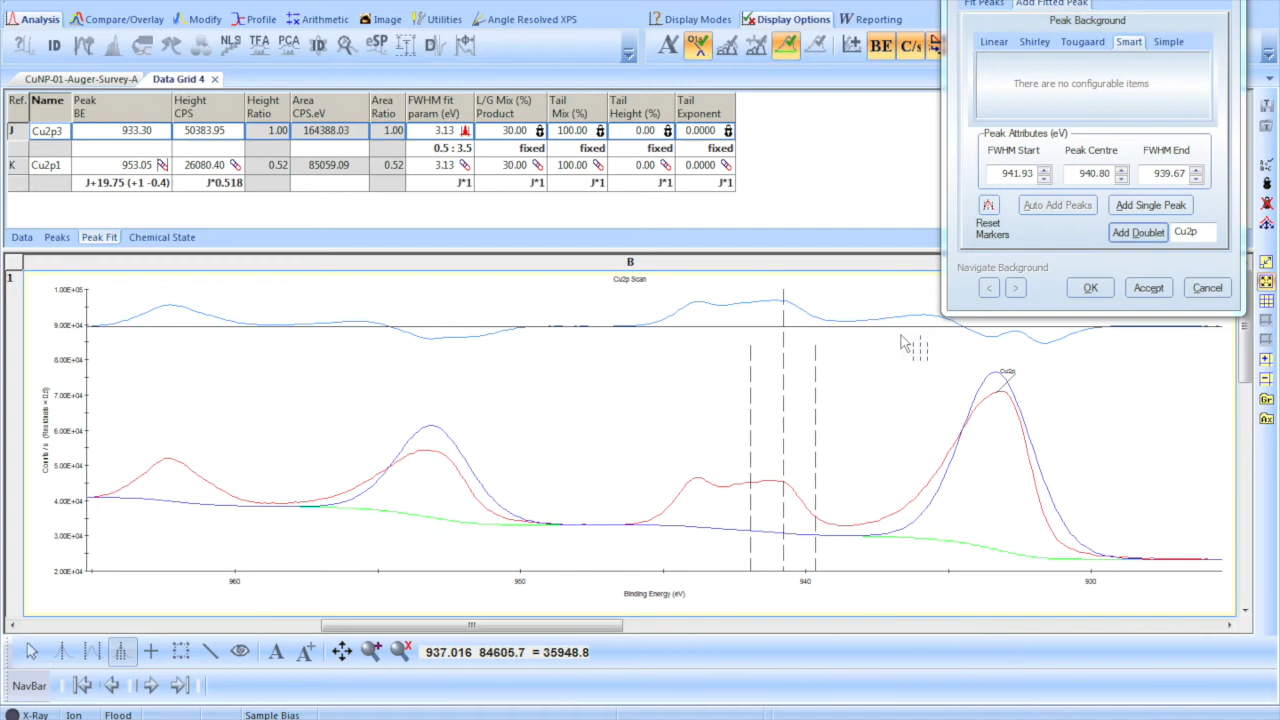 Analysis Compare/Overlay Modify Profile Arithmetic Image Utilities Angle Resolved XPS Display Modes Display Options Reporting
ID NLS TFA PCA 3D eSP A BE C/s
CuNP-01-Auger-Survey-A Data Grid 4
Ref. Name Peak BE Height CPS Height Ratio Area CPS.eV Area Ratio FWHM fit param (eV) L/G Mix (%) Product Tail Mix (%) Tail Height (%) Tail Exponent
J Cu2p3 933.30 50383.95 1.00 164388.03 1.00 3.13 30.00 100.00 0.00 0.0000
0.5 : 3.5 fixed fixed fixed fixed
K Cu2p1 953.05 26080.40 0.52 85059.09 0.52 3.13 30.00 100.00 0.00 0.0000
J+19.75 (+1 -0.4) J*0.518 J*1 J*1 J*1 J*1 J*1
Data Peaks Peak Fit Chemical State
Fit Peaks Add Fitted Peak
Peak Background
Linear Shirley Tougaard Smart Simple
There are no configurable items
Peak Attributes (eV)
FWHM Start Peak Centre FWHM End
941.93 940.80 939.67
Auto Add Peaks Add Single Peak
Reset Markers
Add Doublet Cu2p
Navigate Background
< > OK Accept Cancel
B
1
Cu2p Scan
1.00E+05
9.00E+04
8.00E+04
7.00E+04
6.00E+04
5.00E+04
4.00E+04
3.00E+04
2.00E+04
Counts / s (Residuals × 0.5)
Cu2p
960 950 940 930
Binding Energy (eV)
Gr
Ax
A A+ 937.016 84605.7 = 35948.8
NavBar
X-Ray Ion Flood Sample Bias